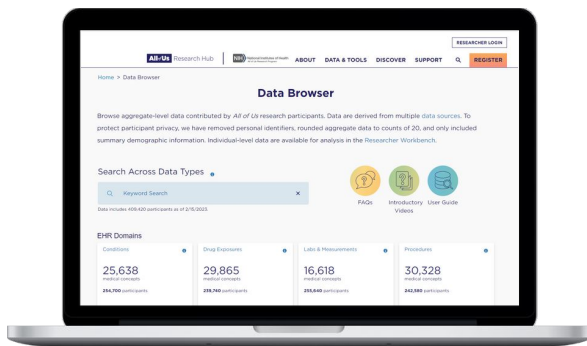 RESEARCHER LOGIN
All of Us Research Hub NIH National Institutes of Health ABOUT DATA & TOOLS DISCOVER SUPPORT REGISTER
Home > Data Browser
Data Browser
Browse aggregate-level data contributed by All of Us research participants. Data are derived from multiple data sources. To
protect participant privacy, we have removed personal identifiers, rounded aggregate data to counts of 20, and only included
summary demographic information. Individual-level data are available for analysis in the Researcher Workbench.
Search Across Data Types
Keyword Search ×
FAQs Introductory Videos User Guide
Data includes 409,420 participants as of 2/15/2023.
EHR Domains
Conditions Drug Exposures Labs & Measurements Procedures
25,638 29,865 16,618 30,328
medical concepts medical concepts medical concepts medical concepts
254,700 participants 239,740 participants 235,640 participants 242,580 participants